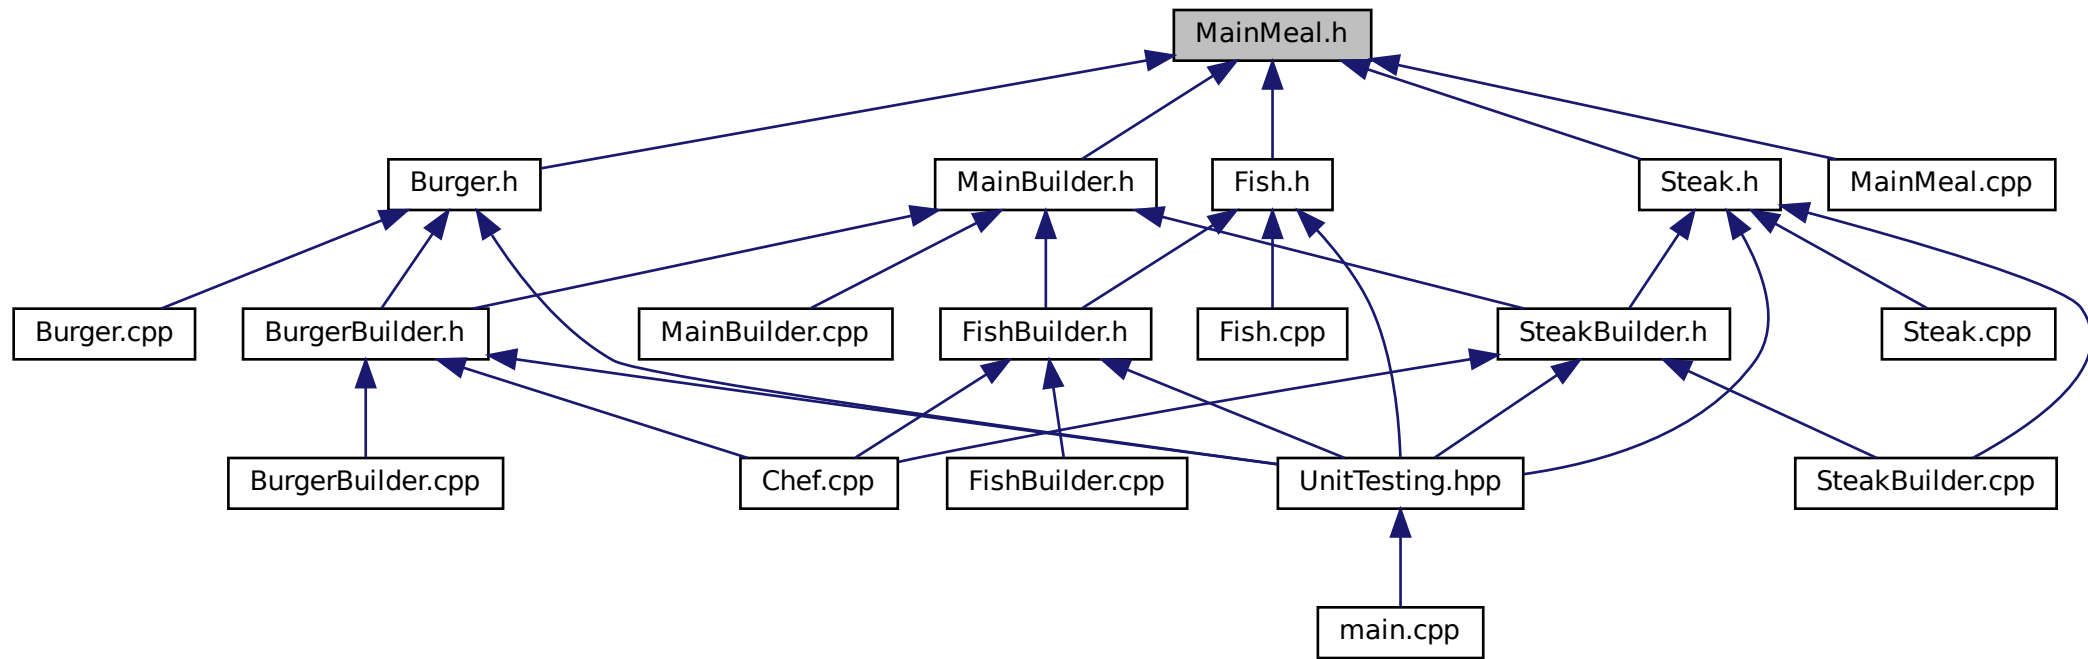 MainMeal.h
Burger.h
MainBuilder.h
Fish.h
Steak.h
MainMeal.cpp
Burger.cpp
BurgerBuilder.h
MainBuilder.cpp
FishBuilder.h
Fish.cpp
SteakBuilder.h
Steak.cpp
BurgerBuilder.cpp
Chef.cpp
FishBuilder.cpp
UnitTesting.hpp
SteakBuilder.cpp
main.cpp